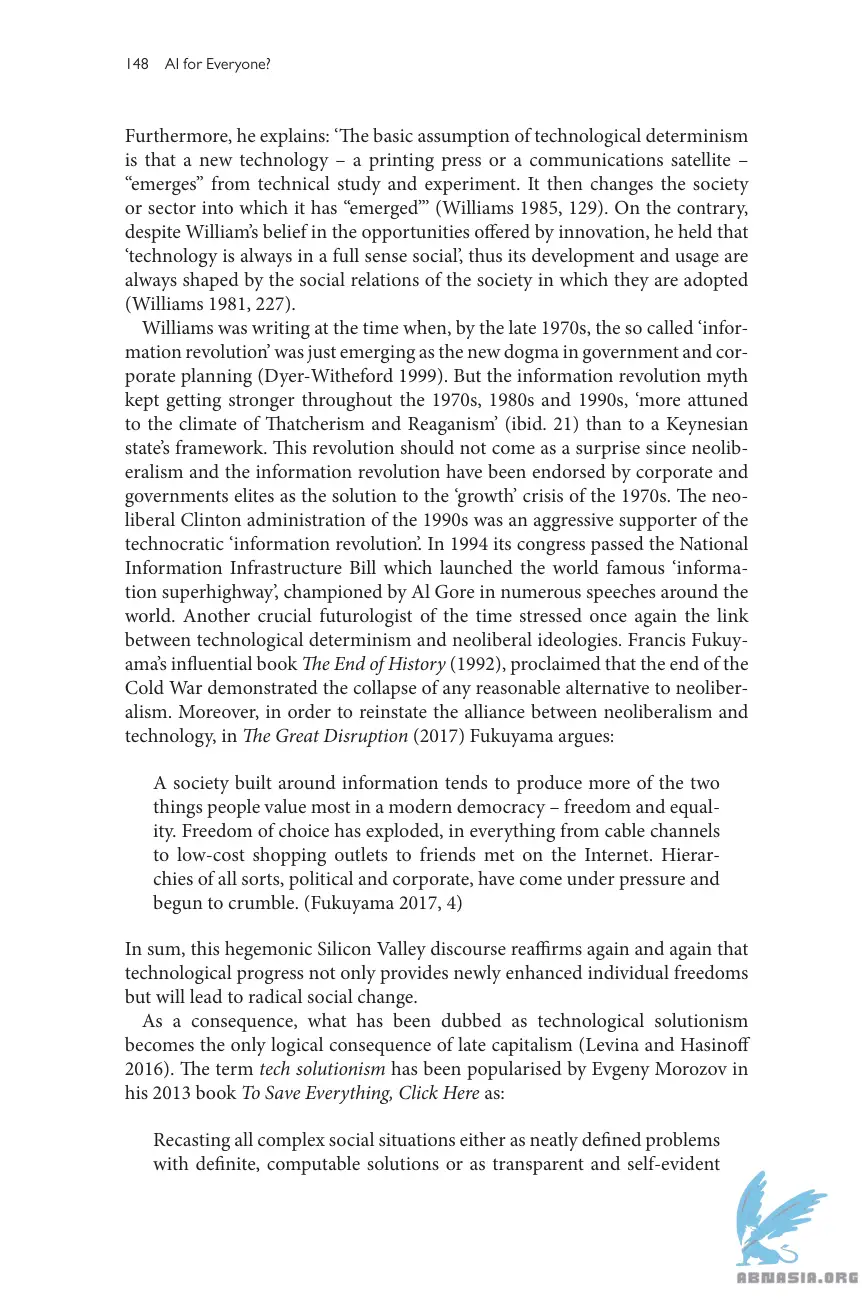 148 AI for Everyone?
Furthermore, he explains: ‘The basic assumption of technological determinism
is that a new technology – a printing press or a communications satellite –
“emerges” from technical study and experiment. It then changes the society
or sector into which it has “emerged”’ (Williams 1985, 129). On the contrary,
despite William’s belief in the opportunities offered by innovation, he held that
‘technology is always in a full sense social’, thus its development and usage are
always shaped by the social relations of the society in which they are adopted
(Williams 1981, 227).
Williams was writing at the time when, by the late 1970s, the so called ‘infor-
mation revolution’ was just emerging as the new dogma in government and cor-
porate planning (Dyer-Witheford 1999). But the information revolution myth
kept getting stronger throughout the 1970s, 1980s and 1990s, ‘more attuned
to the climate of Thatcherism and Reaganism’ (ibid. 21) than to a Keynesian
state’s framework. This revolution should not come as a surprise since neolib-
eralism and the information revolution have been endorsed by corporate and
governments elites as the solution to the ‘growth’ crisis of the 1970s. The neo-
liberal Clinton administration of the 1990s was an aggressive supporter of the
technocratic ‘information revolution’. In 1994 its congress passed the National
Information Infrastructure Bill which launched the world famous ‘informa-
tion superhighway’, championed by Al Gore in numerous speeches around the
world. Another crucial futurologist of the time stressed once again the link
between technological determinism and neoliberal ideologies. Francis Fukuy-
ama’s influential book The End of History (1992), proclaimed that the end of the
Cold War demonstrated the collapse of any reasonable alternative to neoliber-
alism. Moreover, in order to reinstate the alliance between neoliberalism and
technology, in The Great Disruption (2017) Fukuyama argues:
A society built around information tends to produce more of the two
things people value most in a modern democracy – freedom and equal-
ity. Freedom of choice has exploded, in everything from cable channels
to low-cost shopping outlets to friends met on the Internet. Hierar-
chies of all sorts, political and corporate, have come under pressure and
begun to crumble. (Fukuyama 2017, 4)
In sum, this hegemonic Silicon Valley discourse reaffirms again and again that
technological progress not only provides newly enhanced individual freedoms
but will lead to radical social change.
As a consequence, what has been dubbed as technological solutionism
becomes the only logical consequence of late capitalism (Levina and Hasinoff
2016). The term tech solutionism has been popularised by Evgeny Morozov in
his 2013 book To Save Everything, Click Here as:
Recasting all complex social situations either as neatly defined problems
with definite, computable solutions or as transparent and self-evident
ABNASIA.ORG